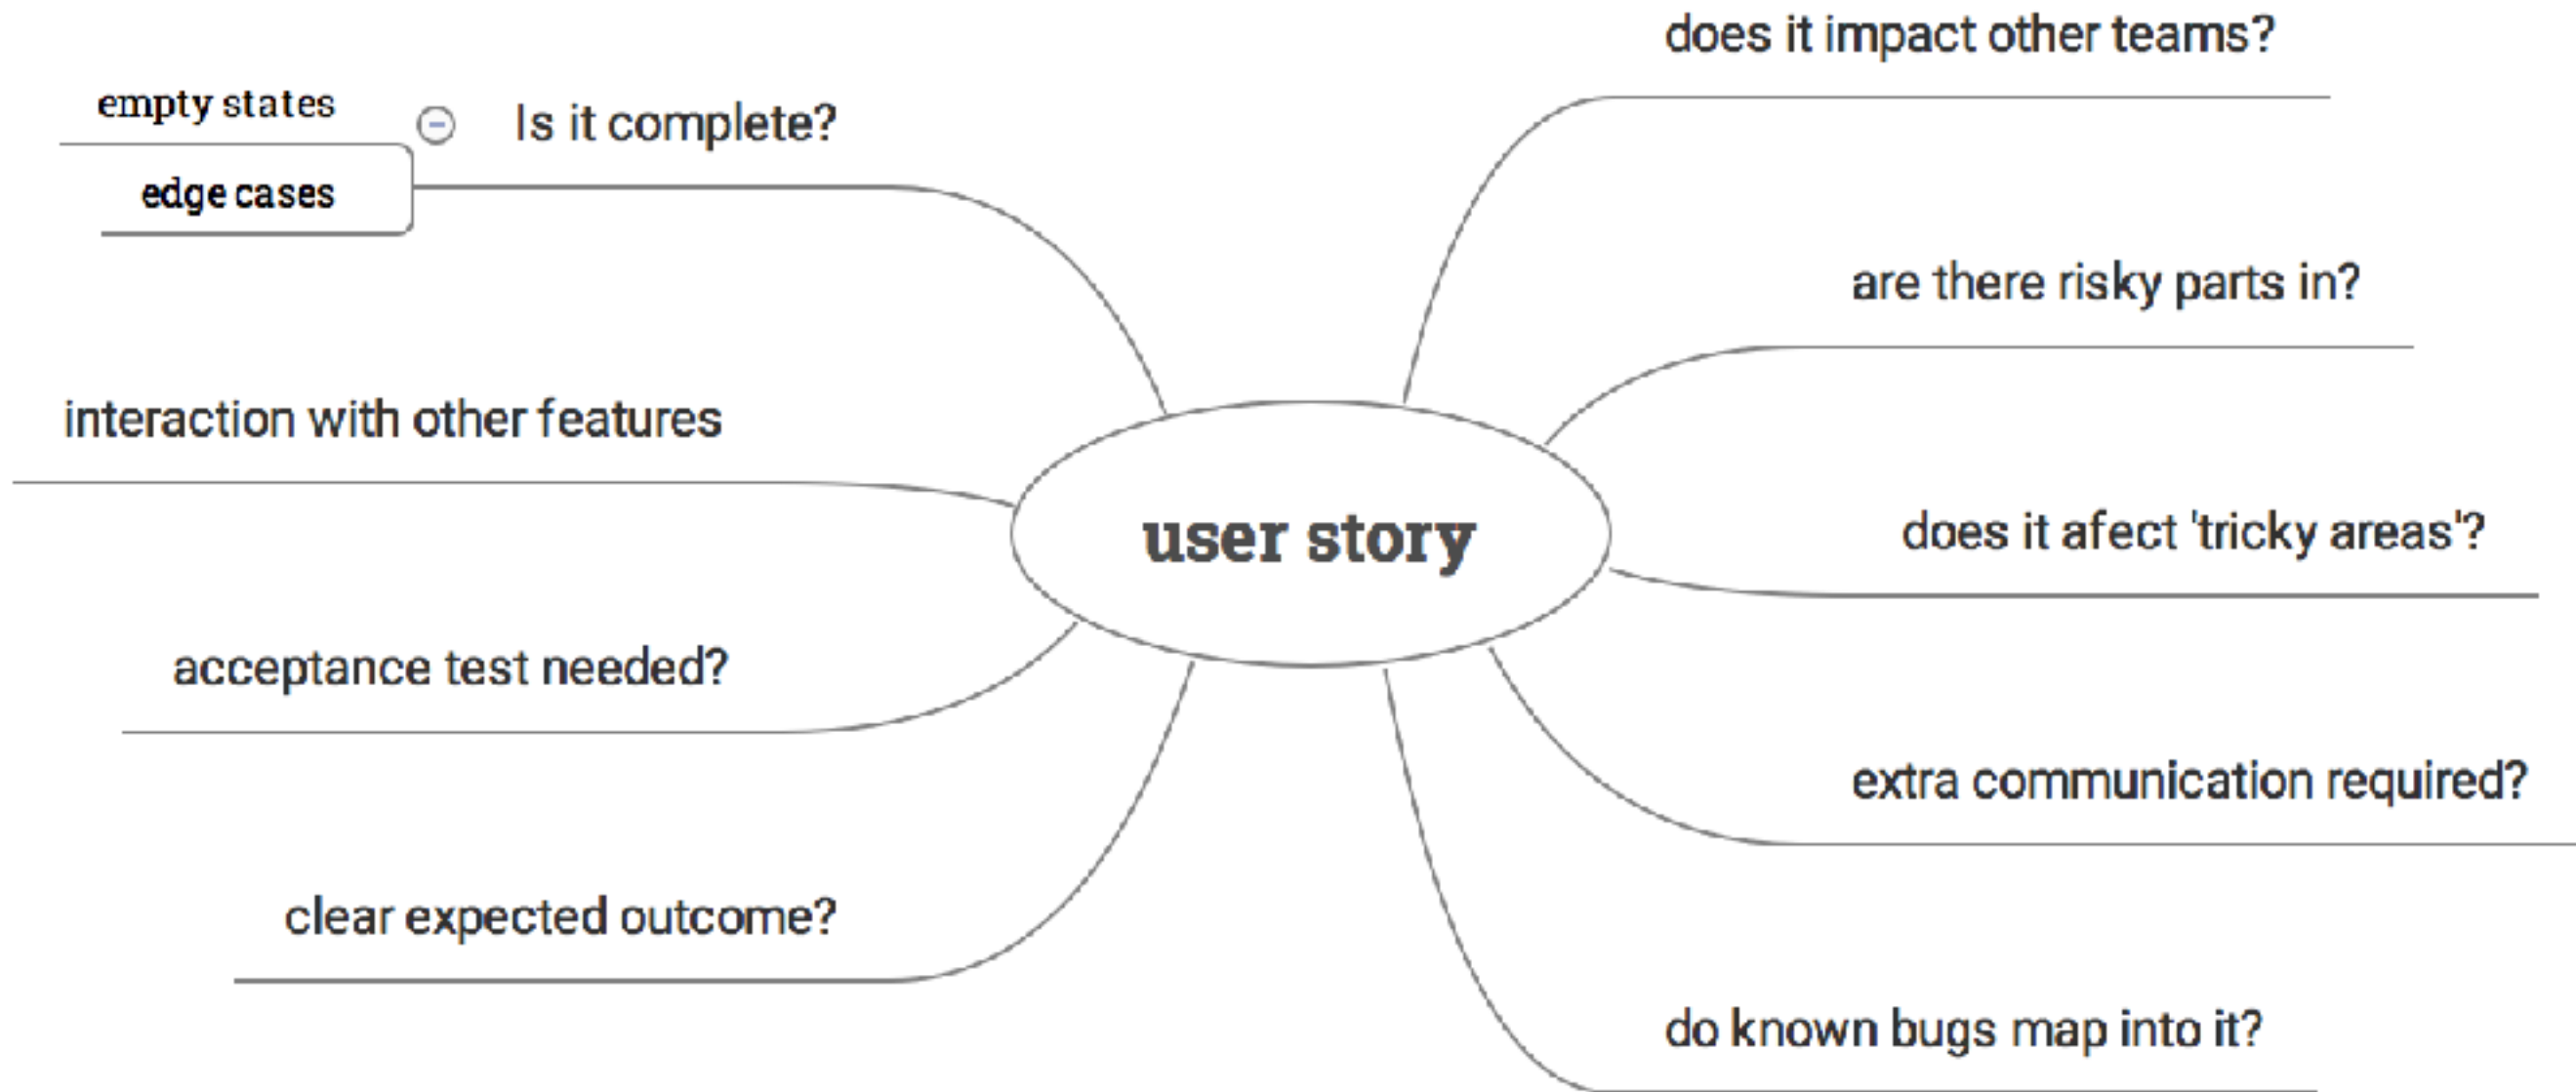 does it impact other teams?
empty states
Is it complete?
edge cases
are there risky parts in?
interaction with other features
user story
does it afect 'tricky areas'?
acceptance test needed?
extra communication required?
clear expected outcome?
do known bugs map into it?